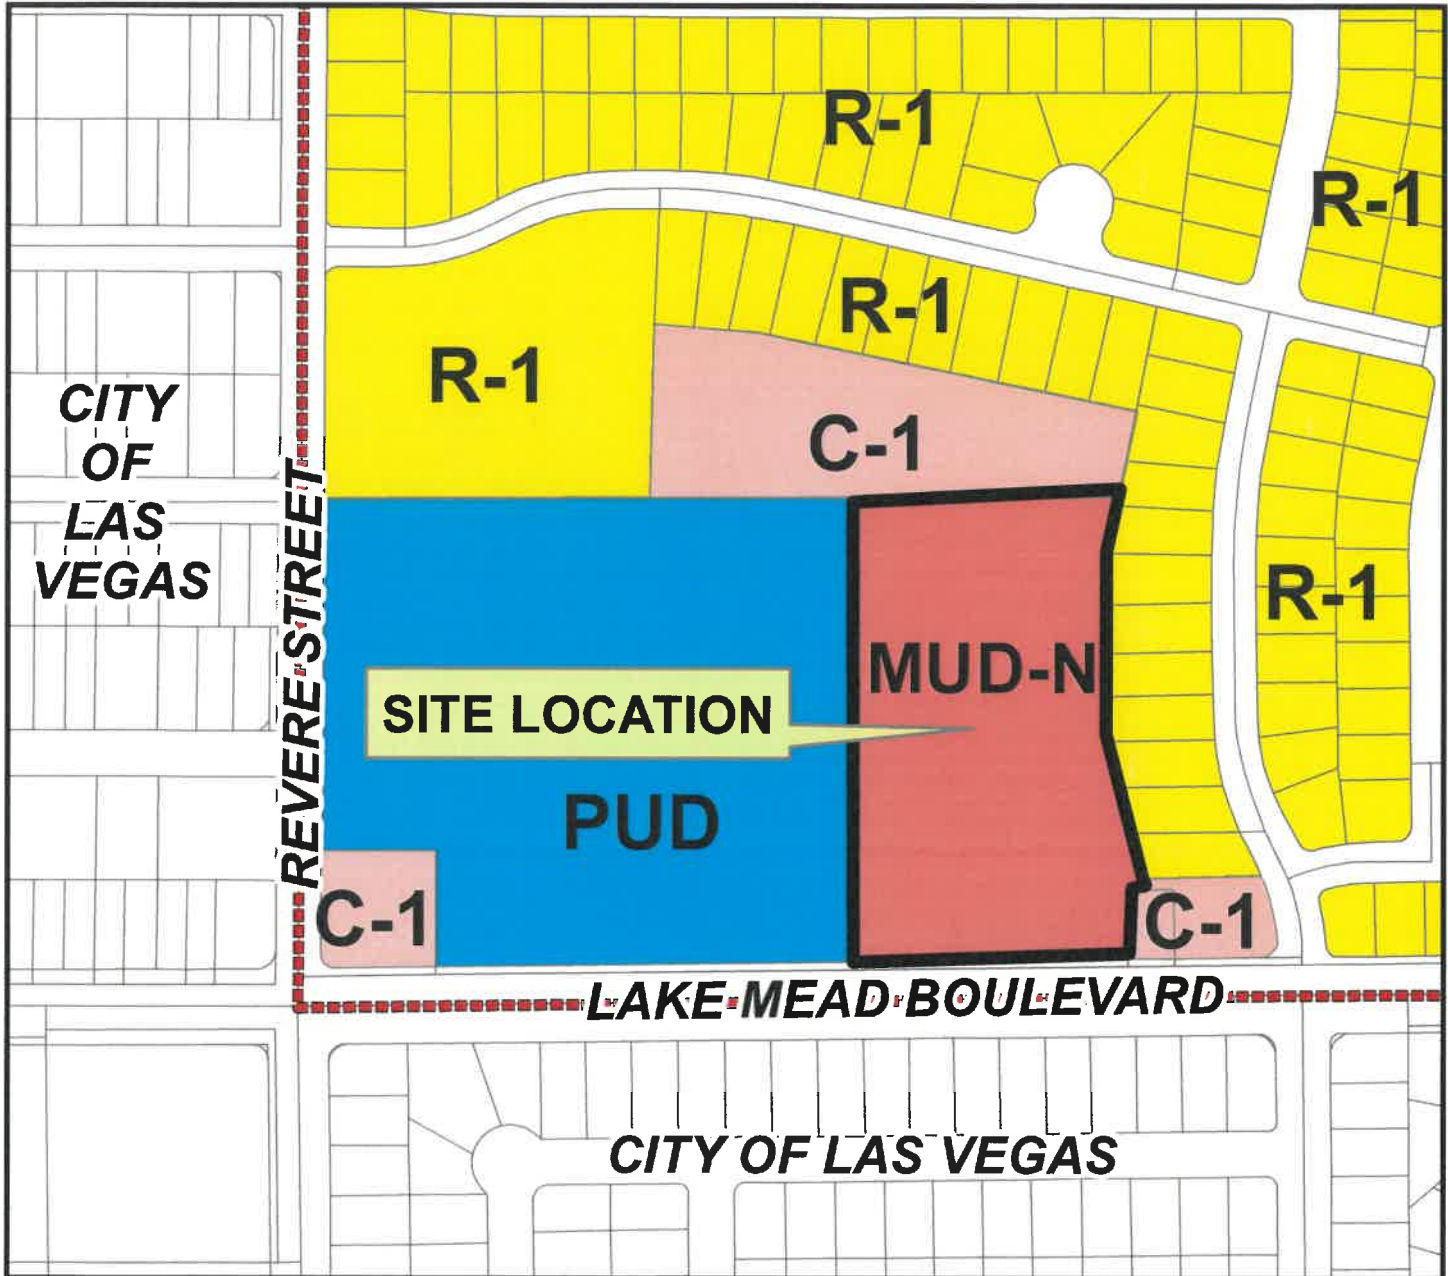 R-1
R-1
R-1
R-1
CITY
OF
LAS
VEGAS
C-1
REVERE STREET
R-1
MUD-N
SITE LOCATION
PUD
C-1
C-1
LAKE MEAD BOULEVARD
CITY OF LAS VEGAS